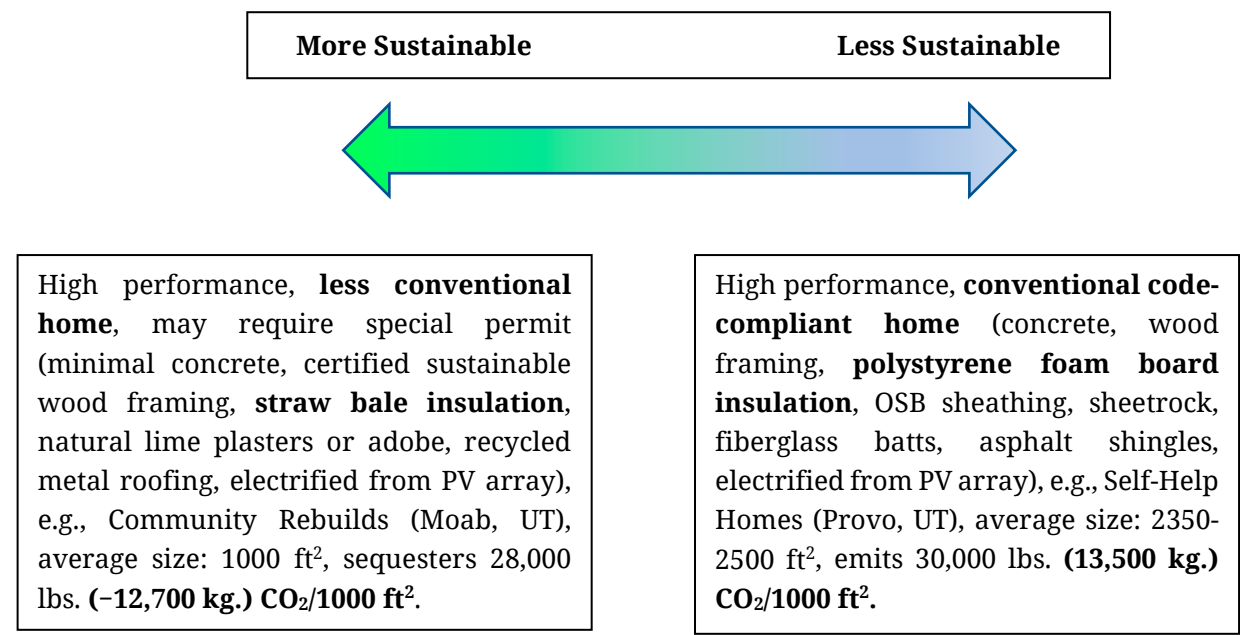 More Sustainable Less Sustainable
High performance, less conventional
home, may require special permit
(minimal concrete, certified sustainable
wood framing, straw bale insulation,
natural lime plasters or adobe, recycled
metal roofing, electrified from PV array),
e.g., Community Rebuilds (Moab, UT),
average size: 1000 ft², sequesters 28,000
lbs. (−12,700 kg.) CO₂/1000 ft².
High performance, conventional code-
compliant home (concrete, wood
framing, polystyrene foam board
insulation, OSB sheathing, sheetrock,
fiberglass batts, asphalt shingles,
electrified from PV array), e.g., Self-Help
Homes (Provo, UT), average size: 2350-
2500 ft², emits 30,000 lbs. (13,500 kg.)
CO₂/1000 ft².